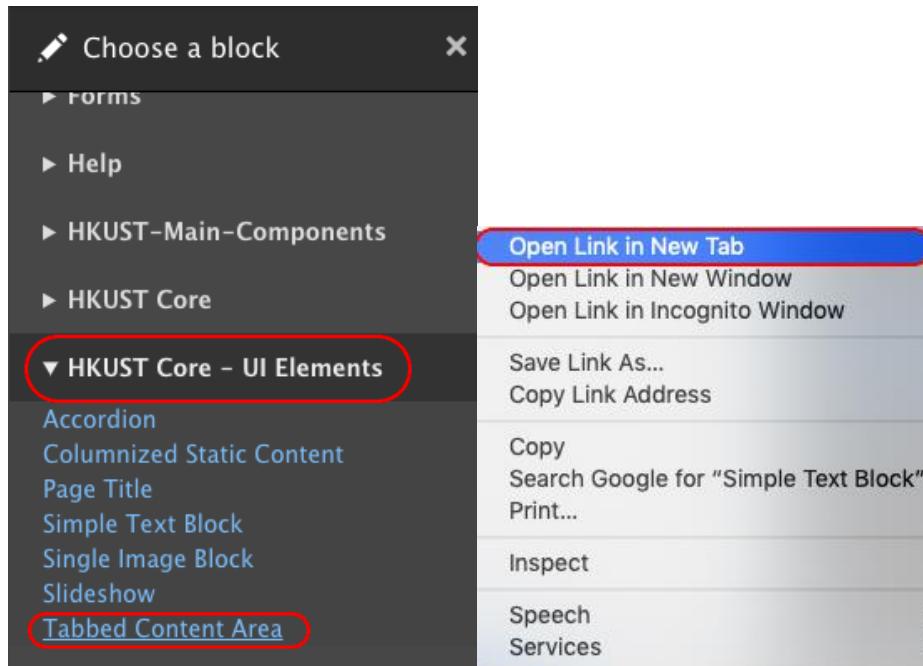 Choose a block
Forms
Help
HKUST-Main-Components
HKUST Core
HKUST Core - UI Elements
Accordion
Columnized Static Content
Page Title
Simple Text Block
Single Image Block
Slideshow
Tabbed Content Area
Open Link in New Tab
Open Link in New Window
Open Link in Incognito Window
Save Link As...
Copy Link Address
Copy
Search Google for “Simple Text Block”
Print...
Inspect
Speech
Services